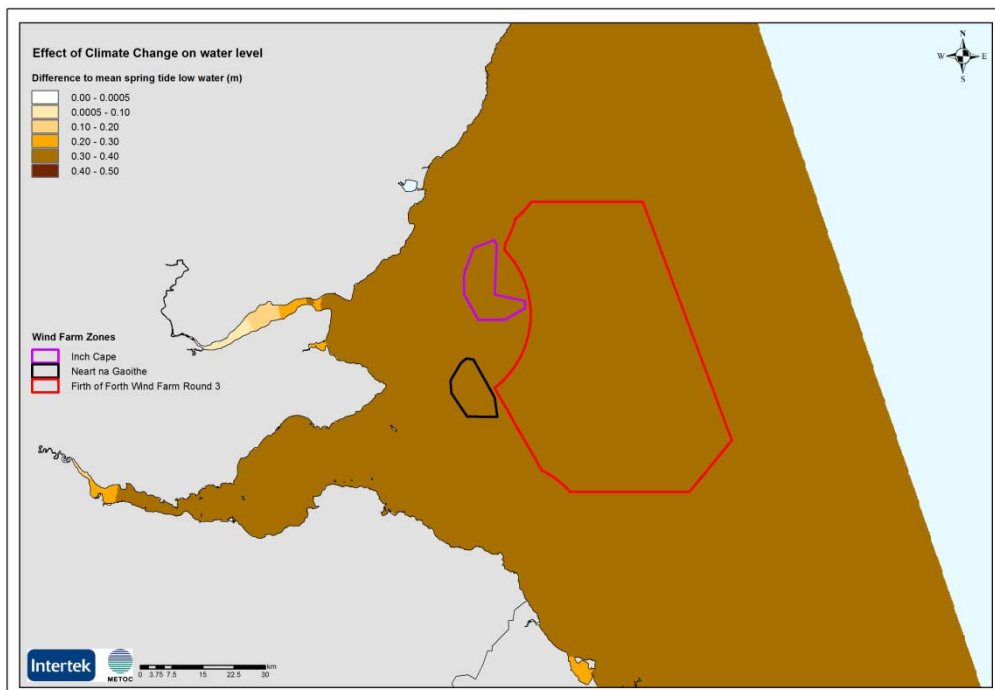 Effect of Climate Change on water level
Difference to mean spring tide low water (m)
0.00 - 0.0005
0.0005 - 0.10
0.10 - 0.20
0.20 - 0.30
0.30 - 0.40
0.40 - 0.50
N
W E
S
Wind Farm Zones
Inch Cape
Neart na Gaoithe
Firth of Forth Wind Farm Round 3
Intertek
METOC
km
0 3.75 7.5 15 22.5 30